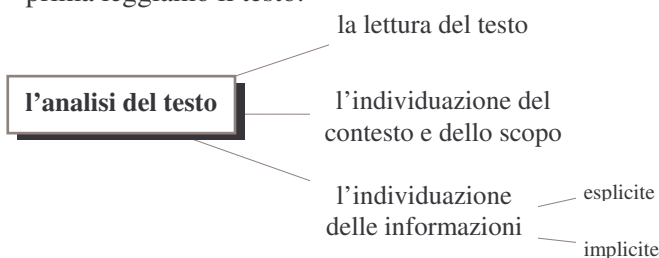 prima leggiamo il testo.
la lettura del testo
l'analisi del testo
l'individuazione del
contesto e dello scopo
l'individuazione
delle informazioni
esplicite
implicite